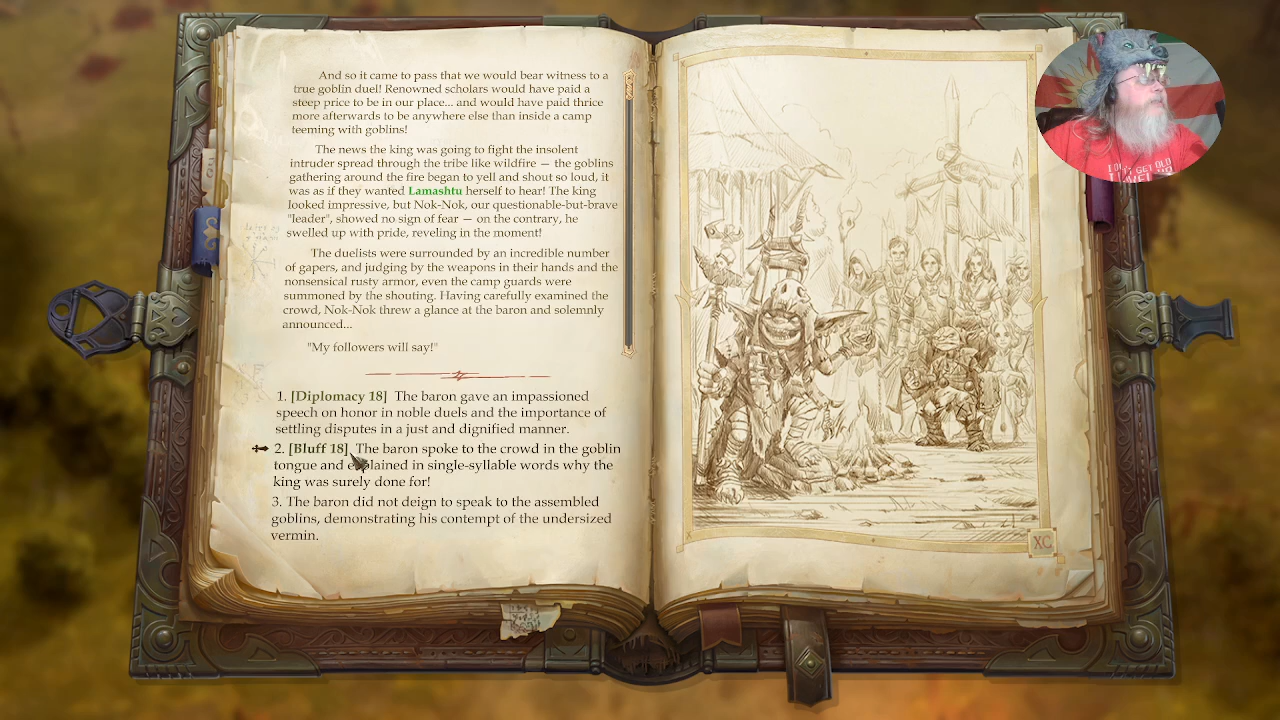 And so it came to pass that we would bear witness to a
true goblin duel! Renowned scholars would have paid a
steep price to be in our place... and would have paid thrice
more afterwards to be anywhere else than inside a camp
teeming with goblins!
The news the king was going to fight the insolent
intruder spread through the tribe like wildfire — the goblins
gathering around the fire began to yell and shout so loud, it
was as if they wanted Lamashtu herself to hear! The king
looked impressive, but Nok-Nok, our questionable-but-brave
"leader", showed no sign of fear — on the contrary, he
swelled up with pride, reveling in the moment!
The duelists were surrounded by an incredible number
of gapers, and judging by the weapons in their hands and the
nonsensical rusty armor, even the camp guards were
summoned by the shouting. Having carefully examined the
crowd, Nok-Nok threw a glance at the baron and solemnly
announced...
"My followers will say!"
1. [Diplomacy 18] The baron gave an impassioned
speech on honor in noble duels and the importance of
settling disputes in a just and dignified manner.
2. [Bluff 18] The baron spoke to the crowd in the goblin
tongue and explained in single-syllable words why the
king was surely done for!
3. The baron did not deign to speak to the assembled
goblins, demonstrating his contempt of the undersized
vermin.
XC